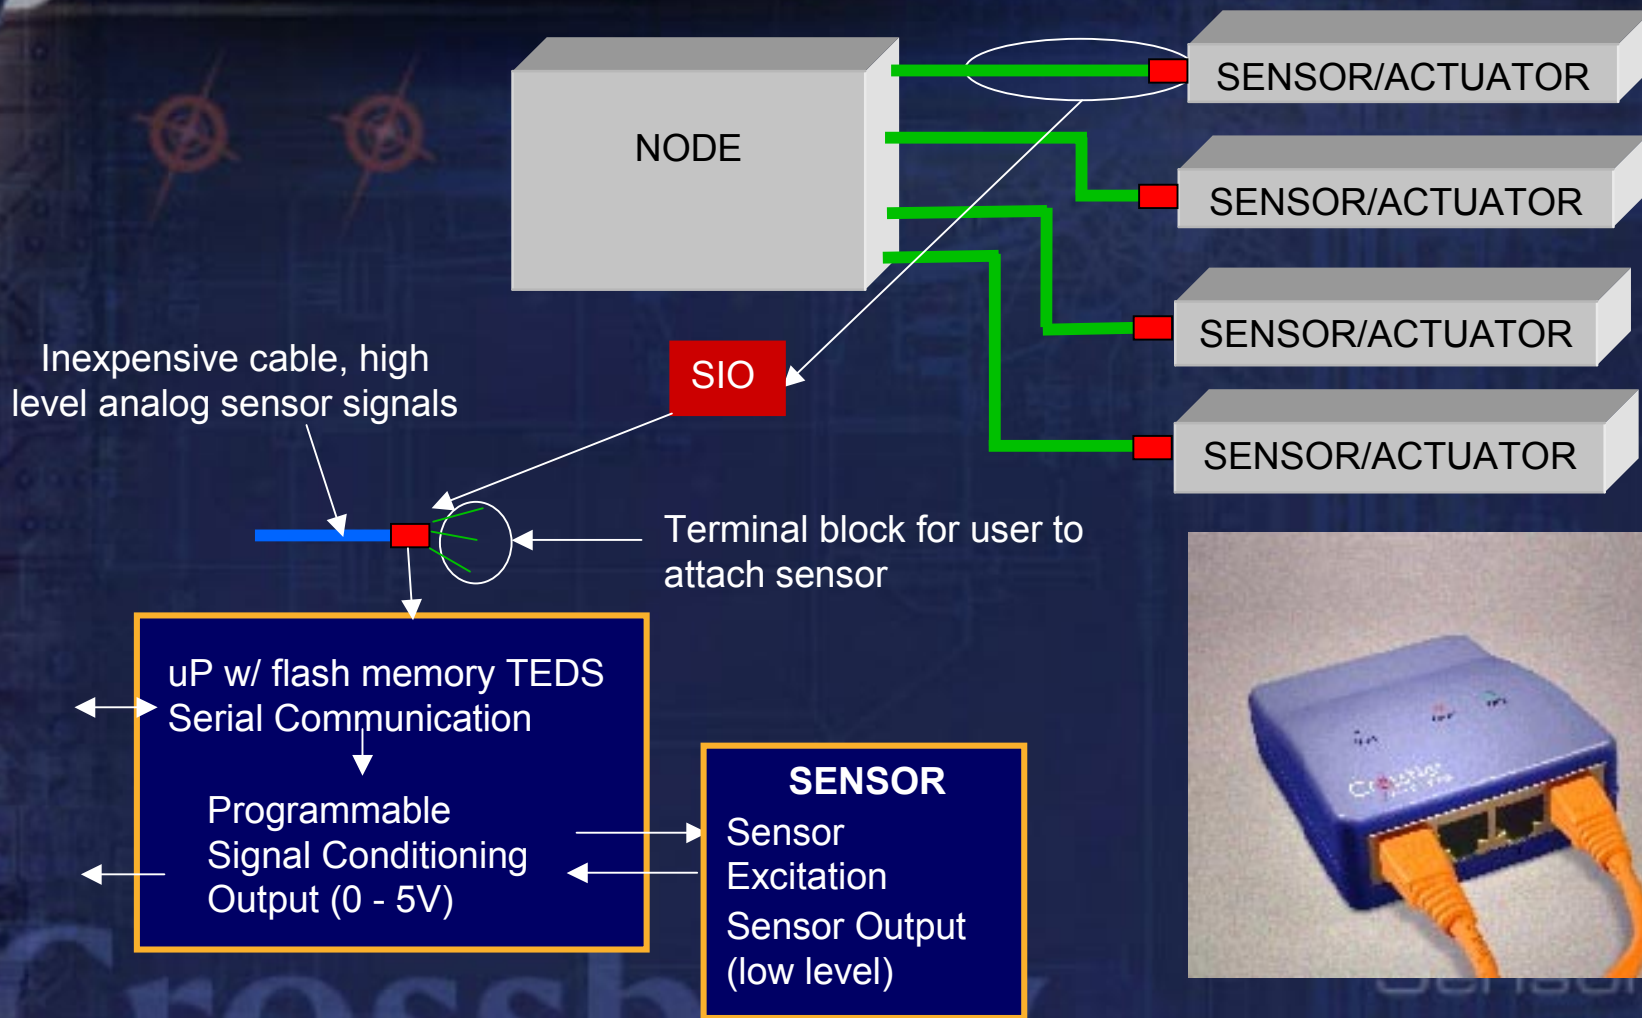 NODE
SENSOR/ACTUATOR
SENSOR/ACTUATOR
SENSOR/ACTUATOR
SENSOR/ACTUATOR
SIO
Inexpensive cable, high
level analog sensor signals
Terminal block for user to
attach sensor
uP w/ flash memory TEDS
Serial Communication
Programmable
Signal Conditioning
Output (0 - 5V)
SENSOR
Sensor
Excitation
Sensor Output
(low level)